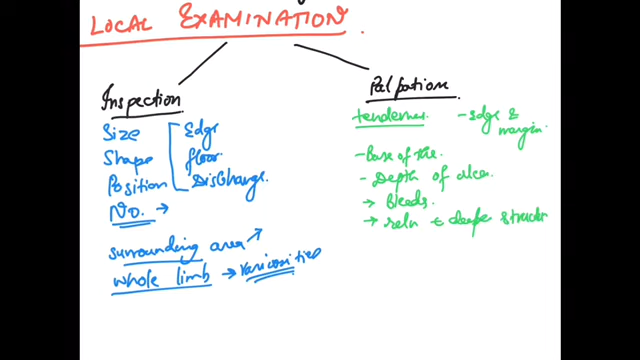 LOCAL EXAMINATION
Inspection
Size
Shape
Position
No. →
Edge
floor
Discharge
surrounding area →
whole limb → varicosities
Palpation
tenderness - Edge & margin
- Base of the
- Depth of ulcer
→ Bleeds.
→ reln c deeper struct